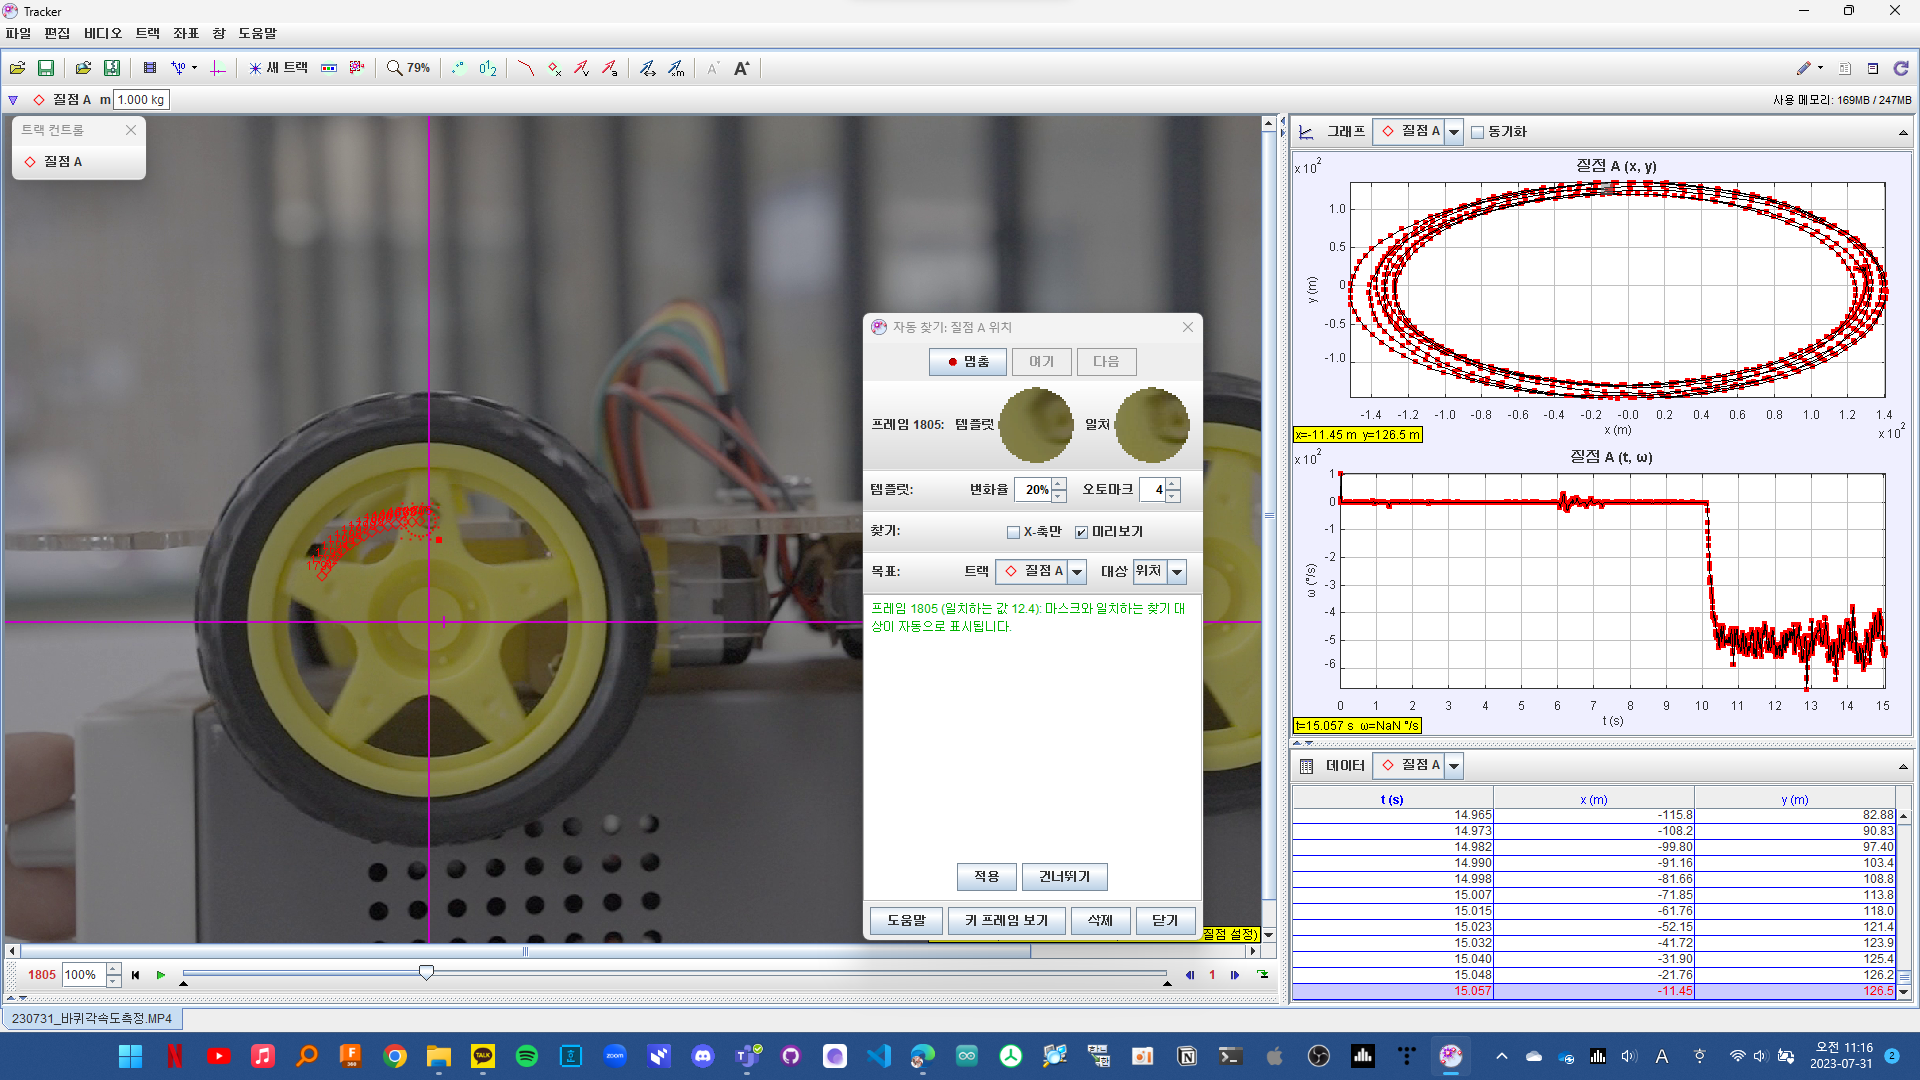 Tracker
파일 편집 비디오 트랙 좌표 창 도움말
새 트랙 79%
질점 A m 1.000 kg
사용 메모리: 169MB / 247MB
트랙 컨트롤
질점 A
자동 찾기: 질점 A 위치
멈춤 여기 다음
프레임 1805: 템플릿 일치
템플릿: 변화율 20% 오토마크 4
찾기: X-축만 미리보기
목표: 트랙 질점 A 대상 위치
프레임 1805 (일치하는 값 12.4): 마스크와 일치하는 찾기 대
상이 자동으로 표시됩니다.
적용 건너뛰기
도움말 키 프레임 보기 삭제 닫기
질점 설정)
1805 100% 1
230731_바퀴각속도측정.MP4
그래프 질점 A 동기화
질점 A (x, y)
x10²
1.0
0.5
0
-0.5
-1.0
y (m)
-1.4 -1.2 -1.0 -0.8 -0.6 -0.4 -0.2 -0.0 0.2 0.4 0.6 0.8 1.0 1.2 1.4
x (m)
x10²
x=-11.45 m y=126.5 m
질점 A (t, ω)
x10²
1
0
-1
-2
-3
-4
-5
-6
ω (°/s)
0 1 2 3 4 5 6 7 8 9 10 11 12 13 14 15
t (s)
t=15.057 s ω=NaN °/s
데이터 질점 A
t (s) x (m) y (m)
14.965 -115.8 82.88
14.973 -108.2 90.83
14.982 -99.80 97.40
14.990 -91.16 103.4
14.998 -81.66 108.8
15.007 -71.85 113.8
15.015 -61.76 118.0
15.023 -52.15 121.4
15.032 -41.72 123.9
15.040 -31.90 125.4
15.048 -21.76 126.2
15.057 -11.45 126.5
오전 11:16
2023-07-31
2